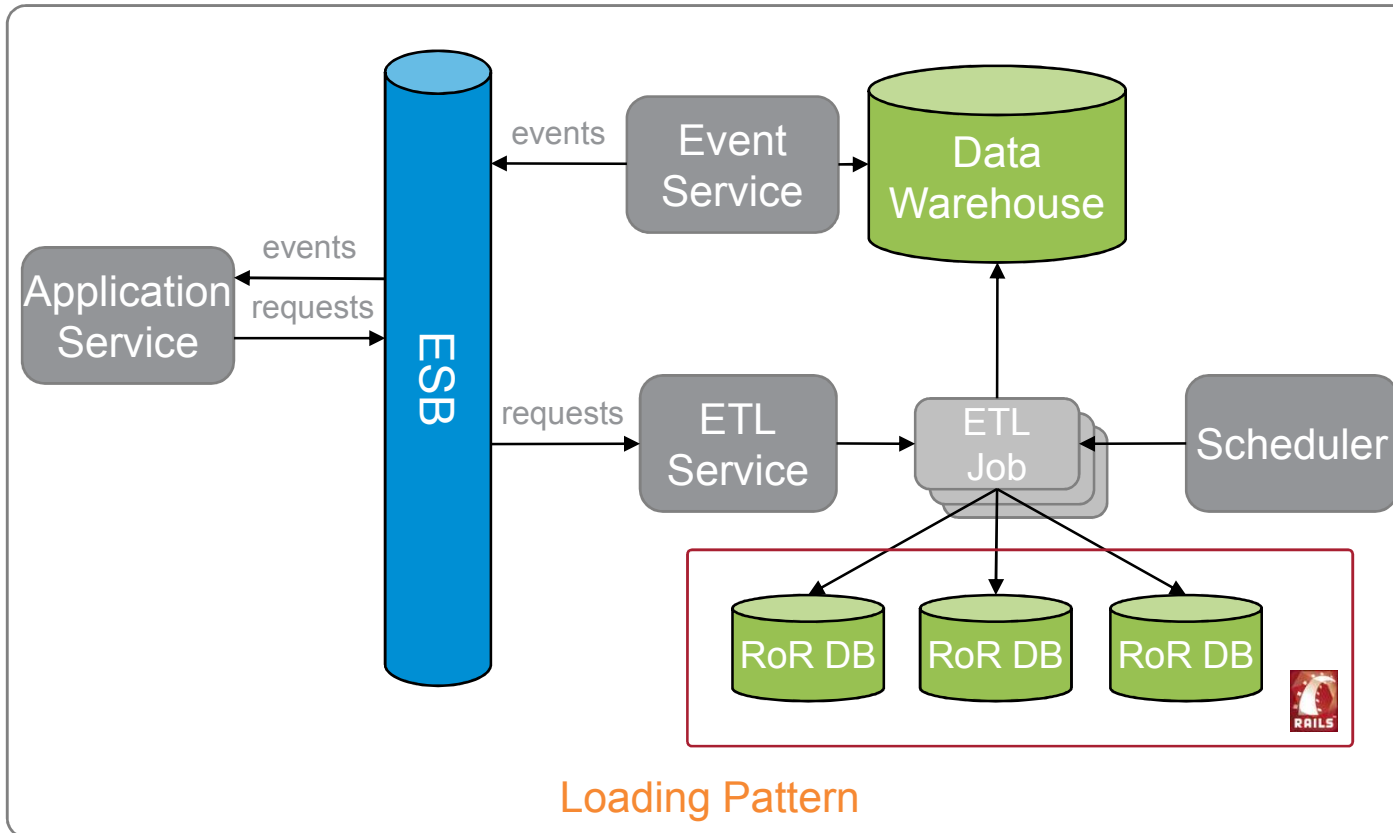 events
Event
Service
Data
Warehouse
events
Application
Service
requests
ESB
requests
ETL
Service
ETL
Job
Scheduler
RoR DB
RoR DB
RoR DB
RAILS
Loading Pattern